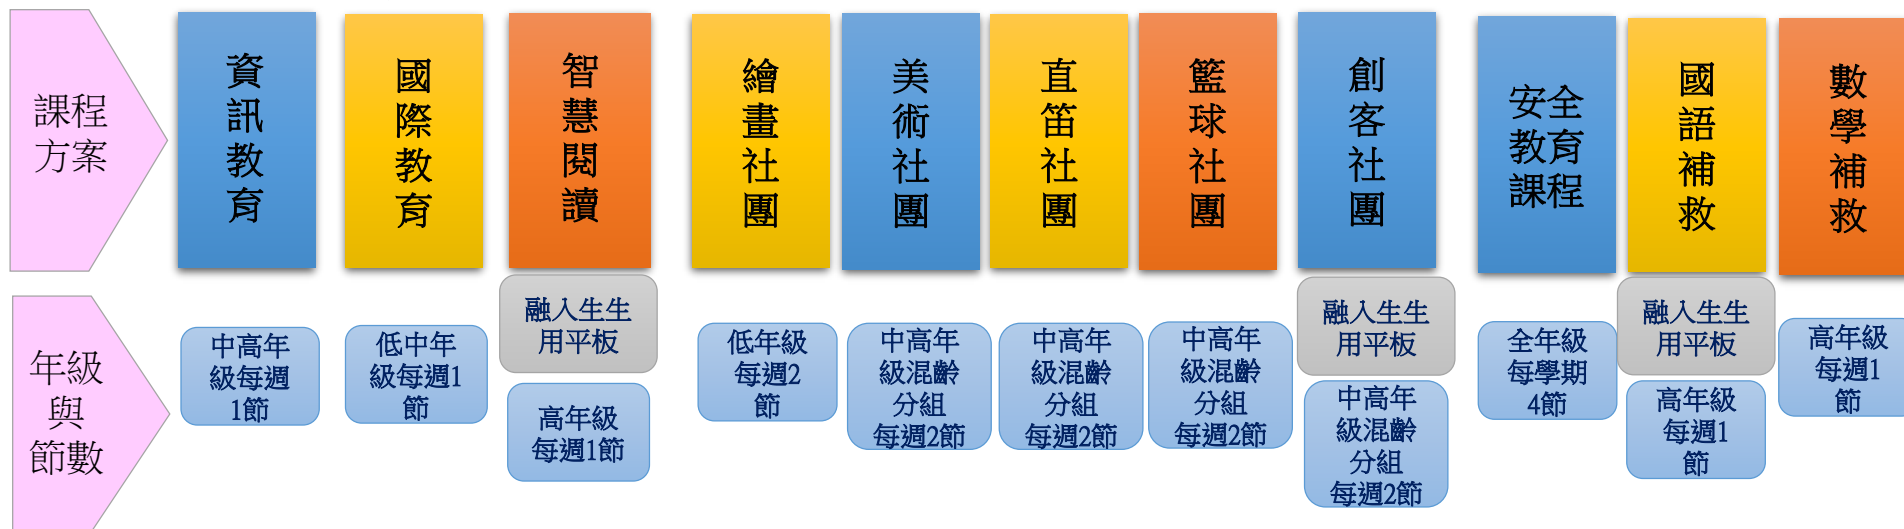 課程
方案
資訊教育
國際教育
智慧閱讀
繪畫社團
美術社團
直笛社團
籃球社團
創客社團
安全
教育
課程
國語補救
數學補救
年級
與
節數
中高年
級每週
1節
低中年
級每週1
節
融入生生
用平板
高年級
每週1節
低年級
每週2
節
中高年
級混齡
分組
每週2節
中高年
級混齡
分組
每週2節
中高年
級混齡
分組
每週2節
融入生生
用平板
中高年
級混齡
分組
每週2節
全年級
每學期
4節
融入生生
用平板
高年級
每週1
節
高年級
每週1
節